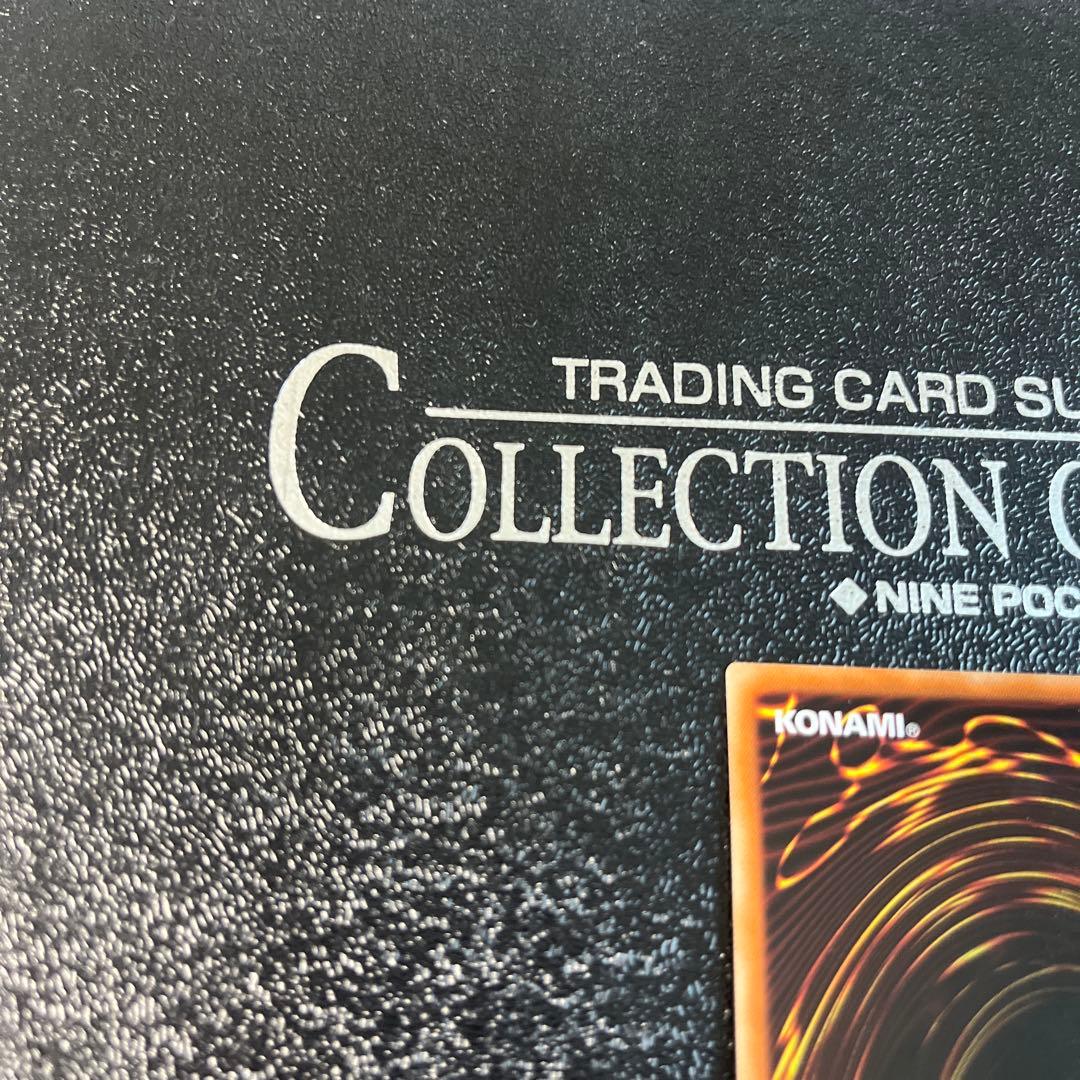 TRADING CARD SU
COLLECTION C
◆ NINE POC
KONAMI®